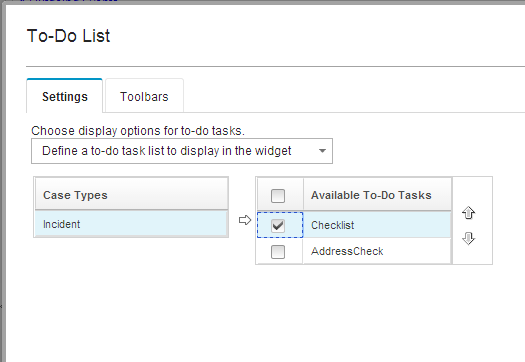 To-Do List
Settings Toolbars
Choose display options for to-do tasks.
Define a to-do task list to display in the widget
Case Types Available To-Do Tasks
Incident Checklist
AddressCheck